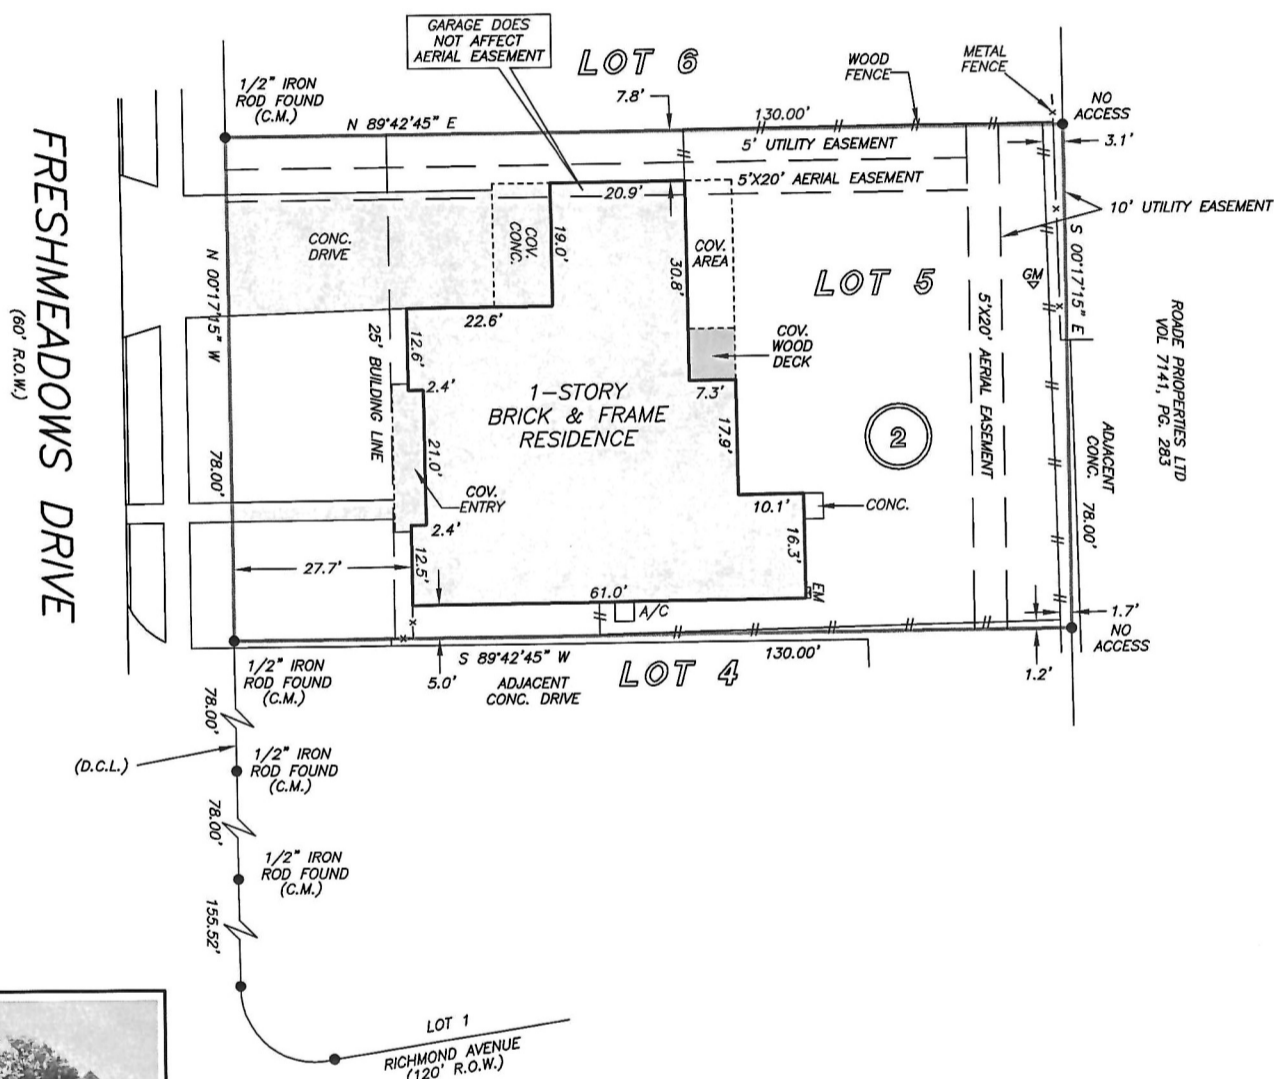 GARAGE DOES
NOT AFFECT
AERIAL EASEMENT
LOT 6
WOOD
FENCE
METAL
FENCE
NO
ACCESS
1/2" IRON
ROD FOUND
(C.M.)
7.8'
N 89°42'45" E
130.00'
3.1'
5' UTILITY EASEMENT
5'X20' AERIAL EASEMENT
20.9'
10' UTILITY EASEMENT
CONC.
DRIVE
COV.
CONC.
19.0'
30.8'
COV.
AREA
LOT 5
GM
S 00°17'15" E
FRESHMEADOWS DRIVE
(60' R.O.W.)
N 00°17'15" W
78.00'
25' BUILDING LINE
22.6'
12.6'
2.4'
COV.
WOOD
DECK
7.3'
5'X20' AERIAL EASEMENT
ROADE PRIOPERTIES LTD
VOL 7141, PG. 283
1-STORY
BRICK & FRAME
RESIDENCE
17.9'
2
ADJACENT
CONC.
78.00'
21.0'
COV.
ENTRY
2.4'
10.1'
CONC.
16.3'
27.7'
12.5'
61.0'
EM
A/C
1.7'
NO
ACCESS
S 89°42'45" W
130.00'
1.2'
5.0'
ADJACENT
CONC. DRIVE
LOT 4
1/2" IRON
ROD FOUND
(C.M.)
78.00'
(D.C.L.)
1/2" IRON
ROD FOUND
(C.M.)
78.00'
1/2" IRON
ROD FOUND
(C.M.)
155.52'
LOT 1
RICHMOND AVENUE
(120' R.O.W.)